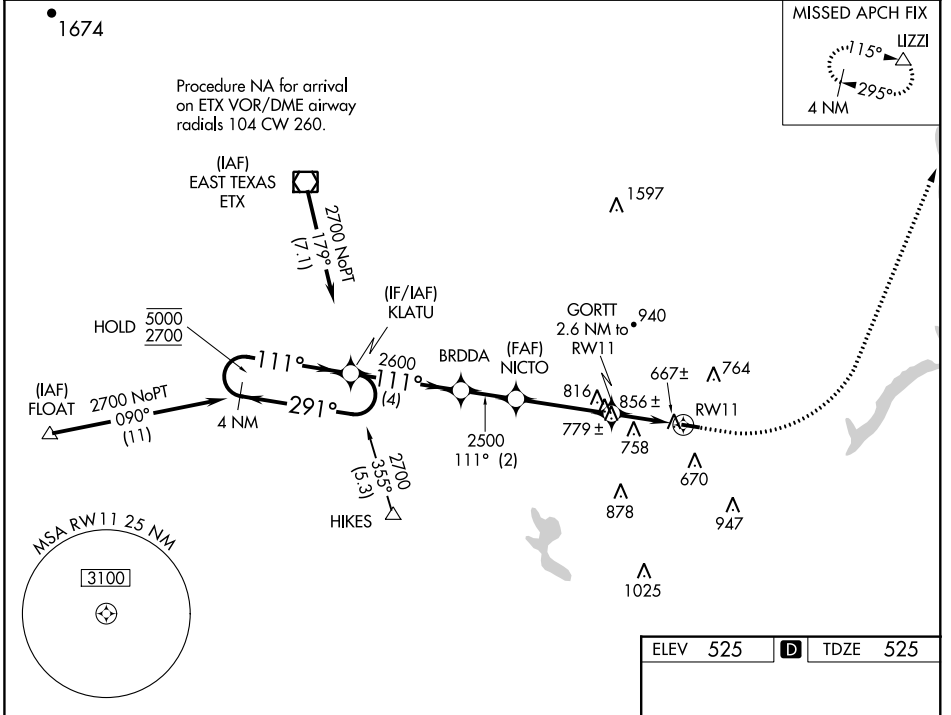 1674
MISSED APCH FIX
LIZZI
115°
295°
4 NM
Procedure NA for arrival
on ETX VOR/DME airway
radials 104 CW 260.
(IAF)
EAST TEXAS
ETX
2700 NoPT
179°
(7.1)
1597
(IF/IAF)
KLATU
HOLD 5000
2700
GORTT
2.6 NM to
RW11
940
111°
2600
111°
(4)
BRDDA
(FAF)
NICTO
667±
764
(IAF)
FLOAT
2700 NoPT
090°
(11)
291°
4 NM
816
856±
RW11
779±
758
2500
111° (2)
670
2700
355°
(5.3)
HIKES
878
947
MSA RW11 25 NM
3100
1025
ELEV 525 D TDZE 525